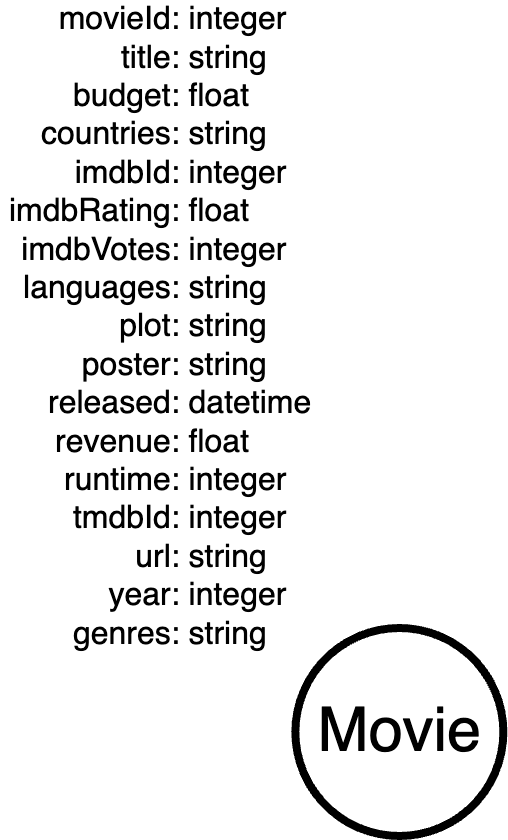 movieId: integer
title: string
budget: float
countries: string
imdbId: integer
imdbRating: float
imdbVotes: integer
languages: string
plot: string
poster: string
released: datetime
revenue: float
runtime: integer
tmdbId: integer
url: string
year: integer
genres: string
Movie